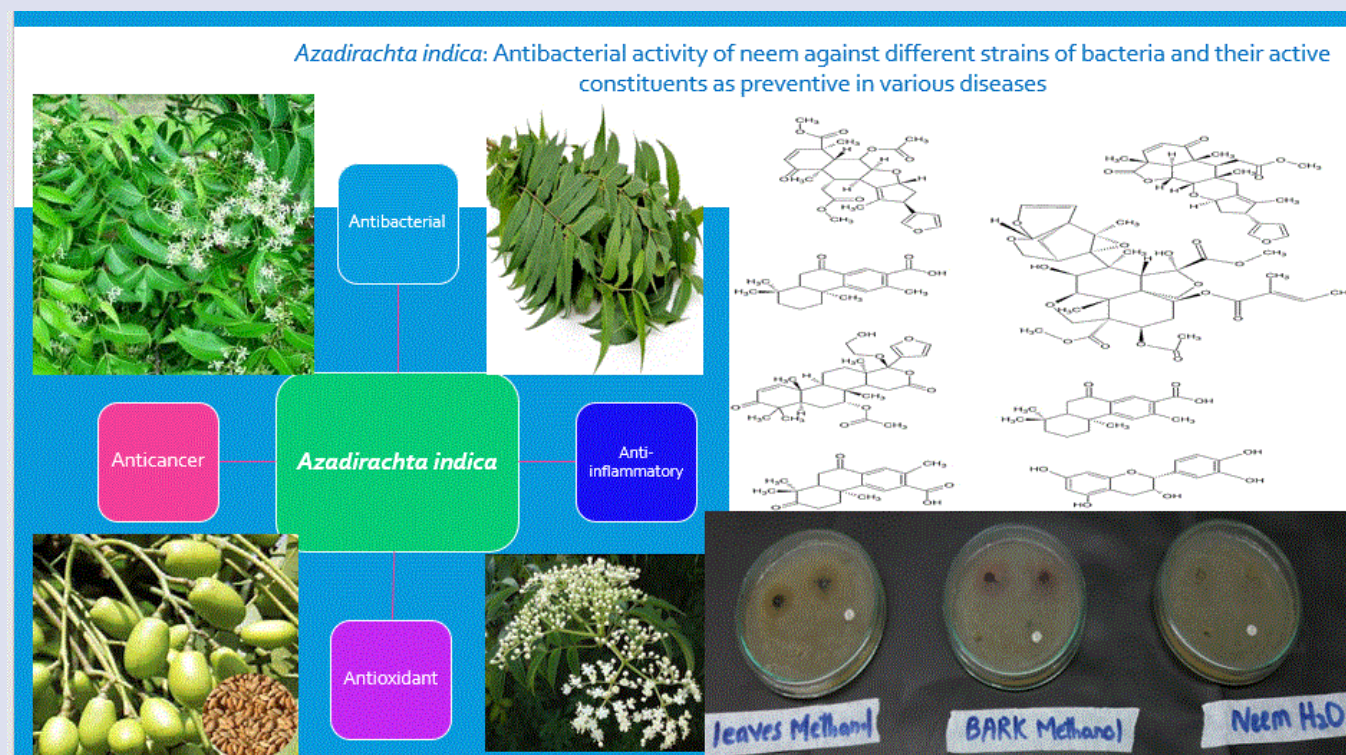 Azadirachta indica: Antibacterial activity of neem against different strains of bacteria and their active
constituents as preventive in various diseases
Antibacterial
Anticancer
Azadirachta indica
Anti-
inflammatory
Antioxidant
leaves Methanol
BARK Methanol
Neem H2O